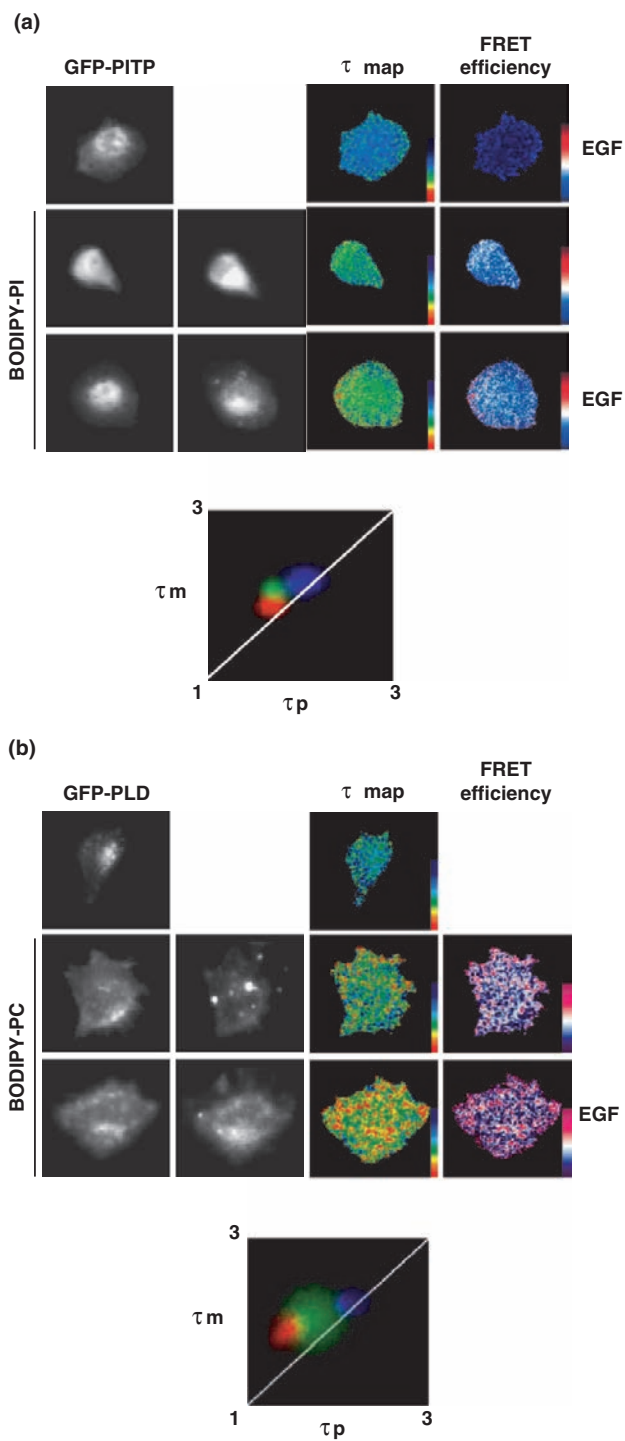 (a)
GFP-PITP
τ map
FRET
efficiency
EGF
BODIPY-PI
EGF
3
τm
1
τp
3
(b)
GFP-PLD
τ map
FRET
efficiency
BODIPY-PC
EGF
3
τm
1
τp
3